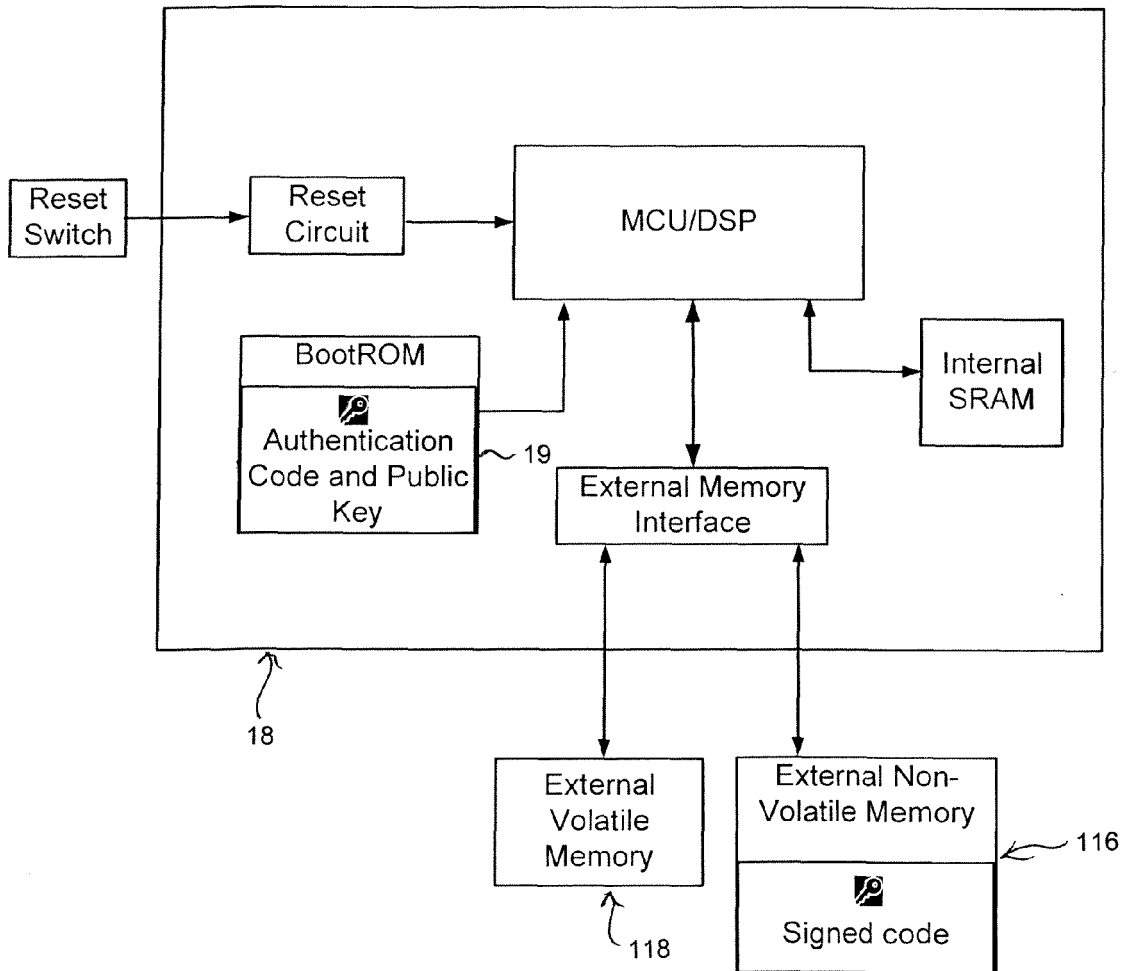 Reset
Switch
Reset
Circuit
MCU/DSP
BootROM
Authentication
Code and Public
Key
19
Internal
SRAM
External Memory
Interface
18
External
Volatile
Memory
118
External Non-
Volatile Memory
116
Signed code